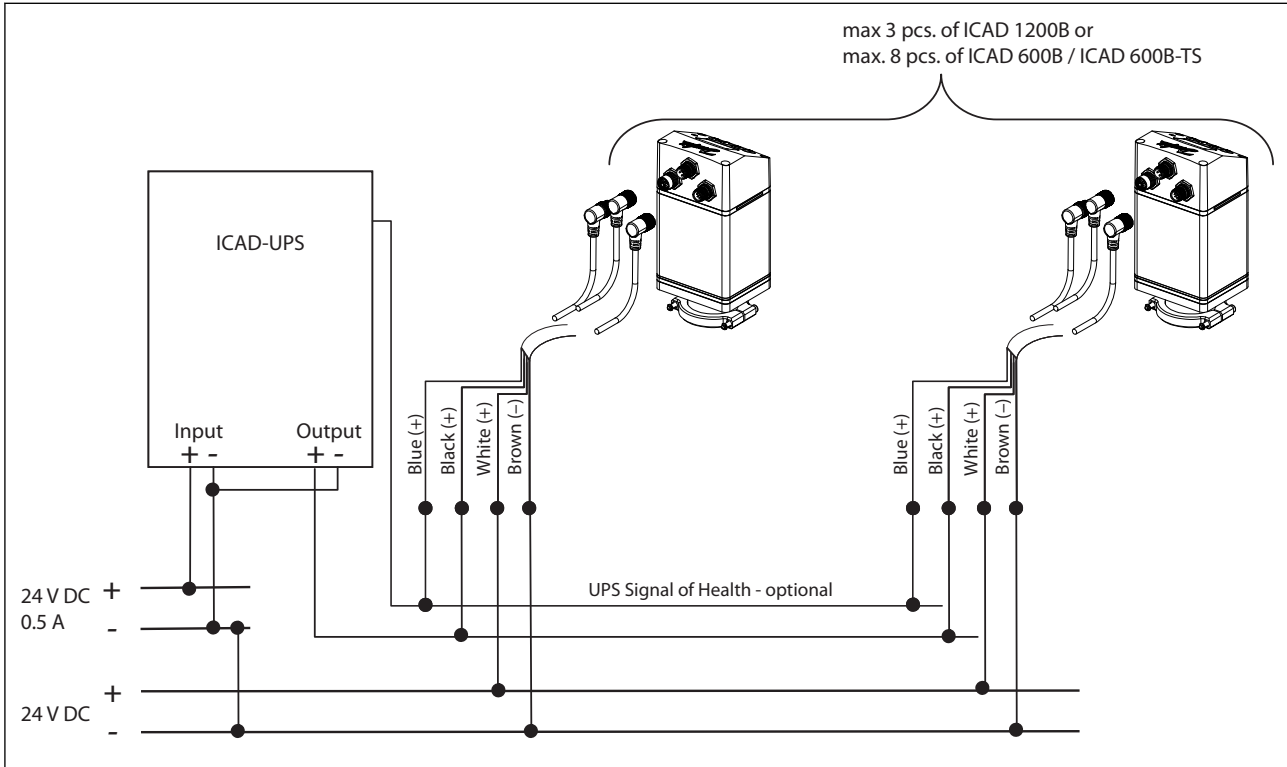 max 3 pcs. of ICAD 1200B or
max. 8 pcs. of ICAD 600B / ICAD 600B-TS
ICAD-UPS
Input Output
+ - + -
Blue (+)
Black (+)
White (+)
Brown (–)
Blue (+)
Black (+)
White (+)
Brown (–)
UPS Signal of Health - optional
24 V DC +
0.5 A -
+
24 V DC
-